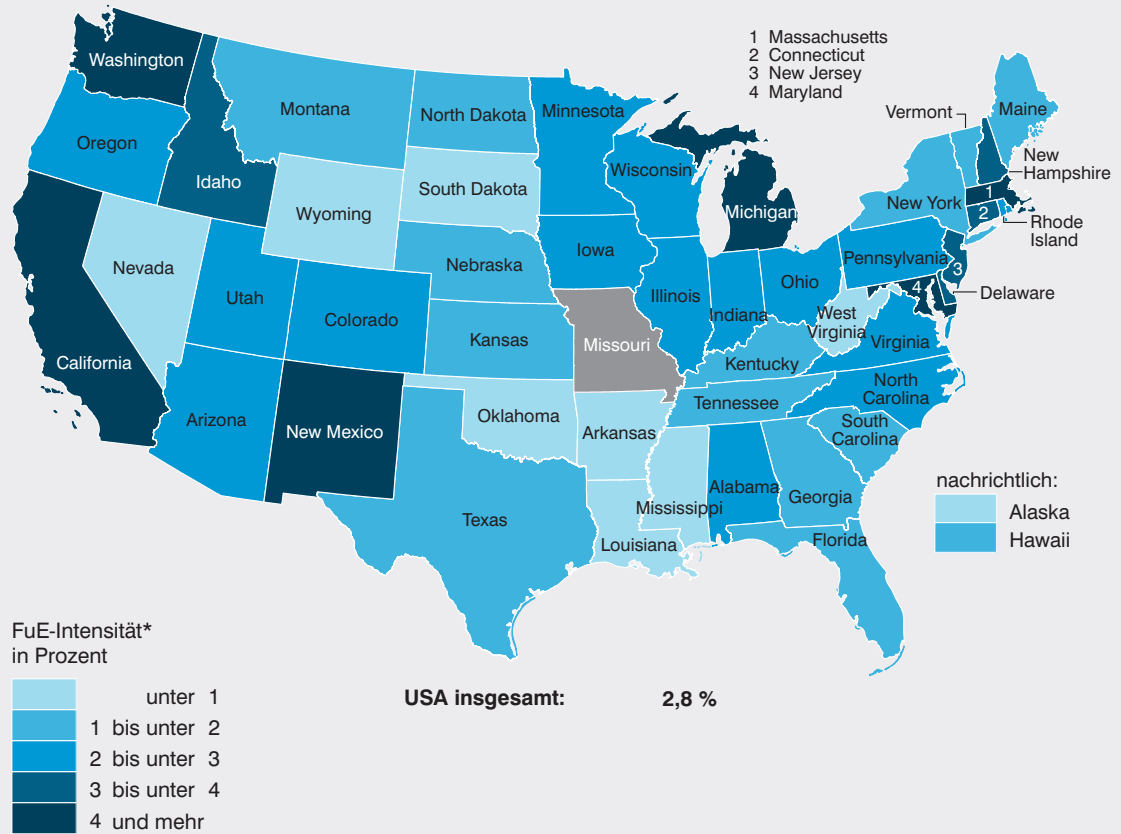 1 Massachusetts
2 Connecticut
3 New Jersey
4 Maryland
Washington
Montana
North Dakota
Minnesota
Vermont
Maine
Oregon
Idaho
South Dakota
Wisconsin
New
Hampshire
Wyoming
Michigan
New York
1
2
Rhode
Island
Nevada
Nebraska
Iowa
Pennsylvania
3
Utah
Colorado
Illinois
Indiana
Ohio
4
Delaware
West
Virginia
Virginia
California
Kansas
Missouri
Kentucky
Arizona
New Mexico
Oklahoma
Arkansas
Tennessee
North
Carolina
South
Carolina
Texas
Mississippi
Alabama
Georgia
Louisiana
Florida
nachrichtlich:
Alaska
Hawaii
FuE-Intensität*
in Prozent
unter 1
1 bis unter 2
2 bis unter 3
3 bis unter 4
4 und mehr
USA insgesamt: 2,8 %